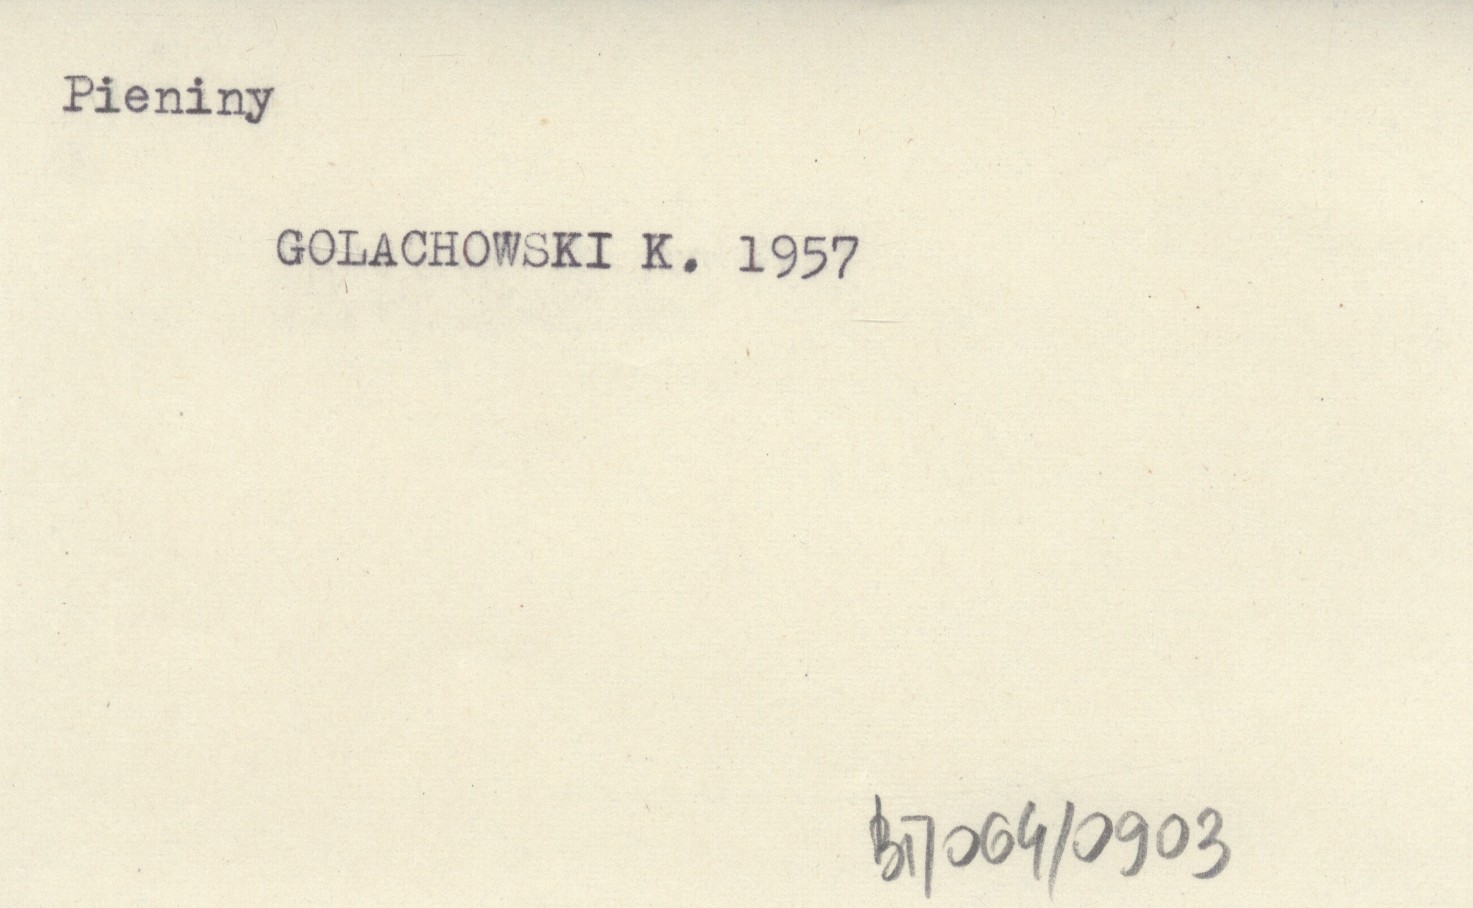 Pieniny
GOLACHOWSKI K. 1957
B17064/0903